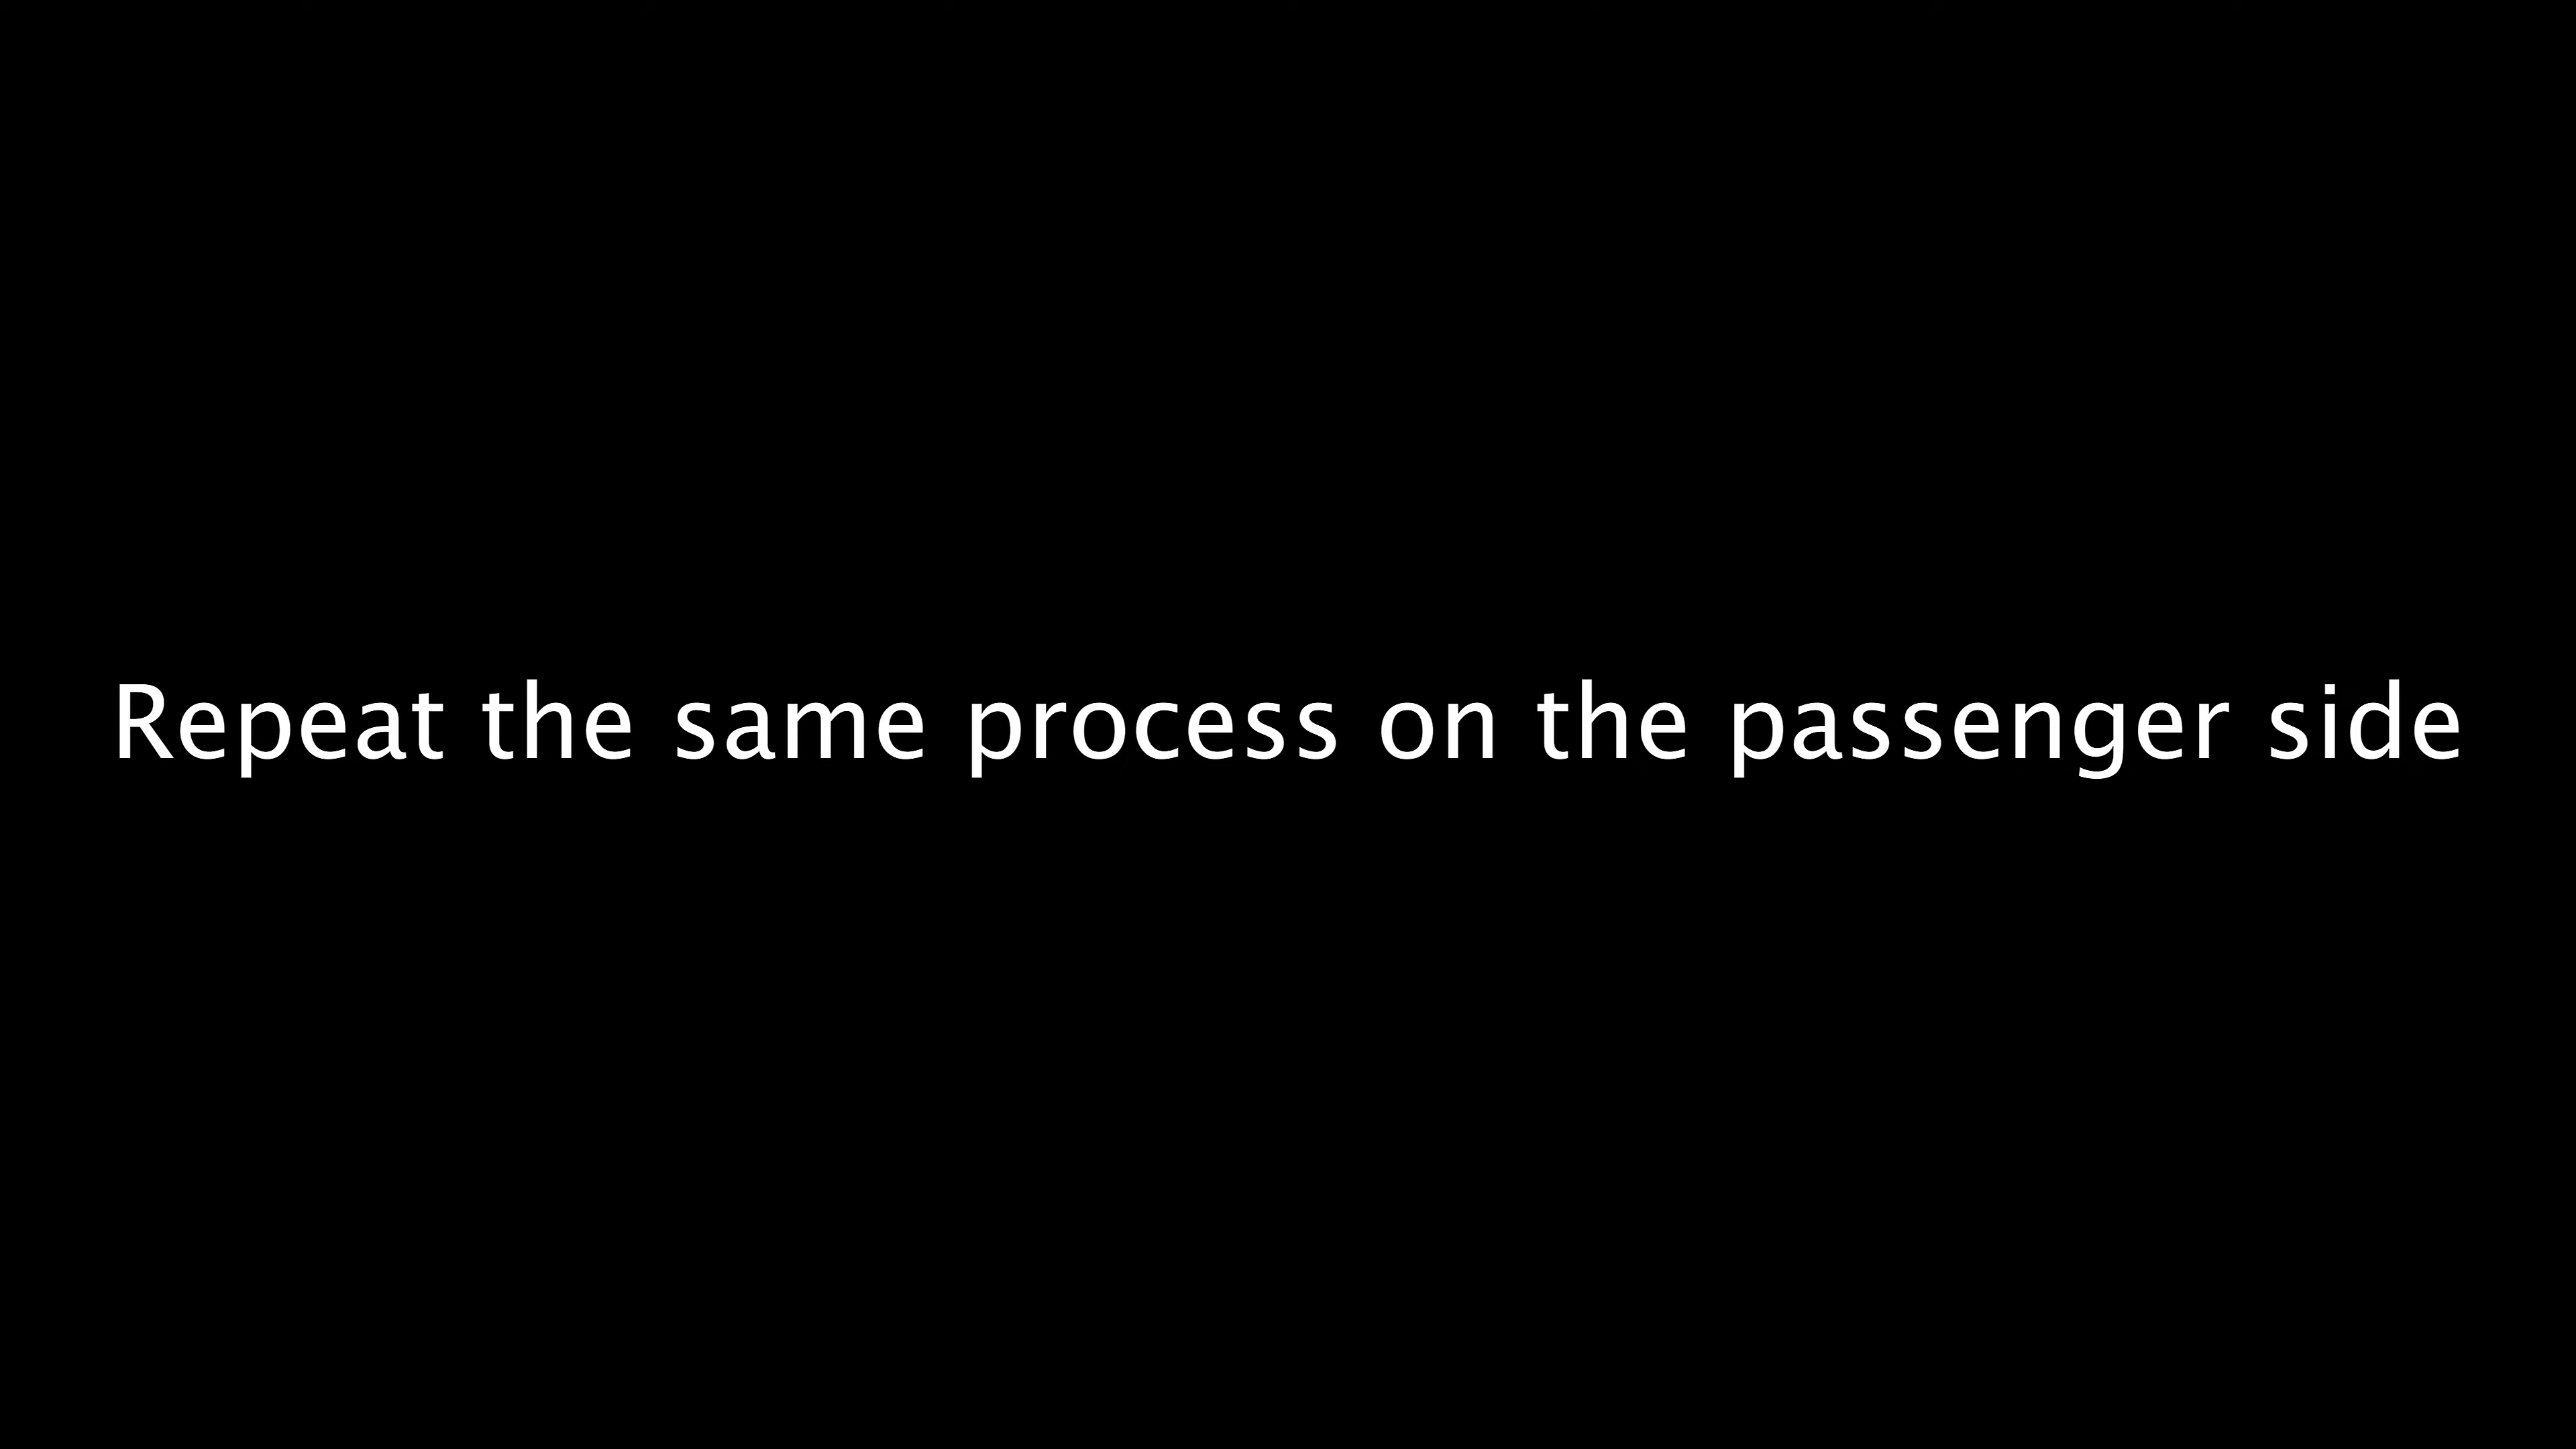 Repeat the same process on the passenger side